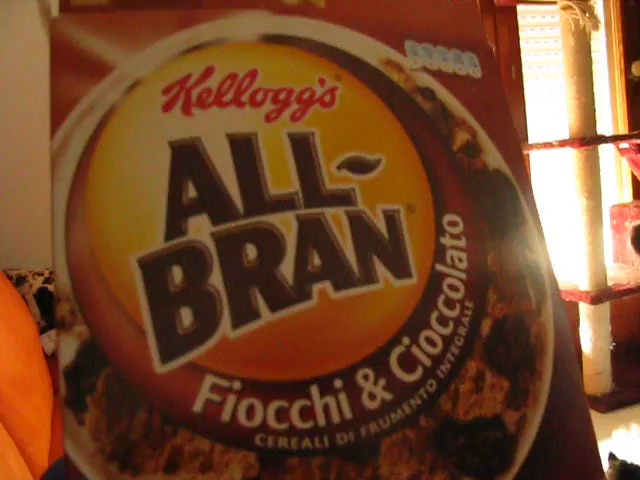 Kellogg's
ALL-
BRAN
Fiocchi & Cioccolato
CEREALI DI FRUMENTO INTEGRALE